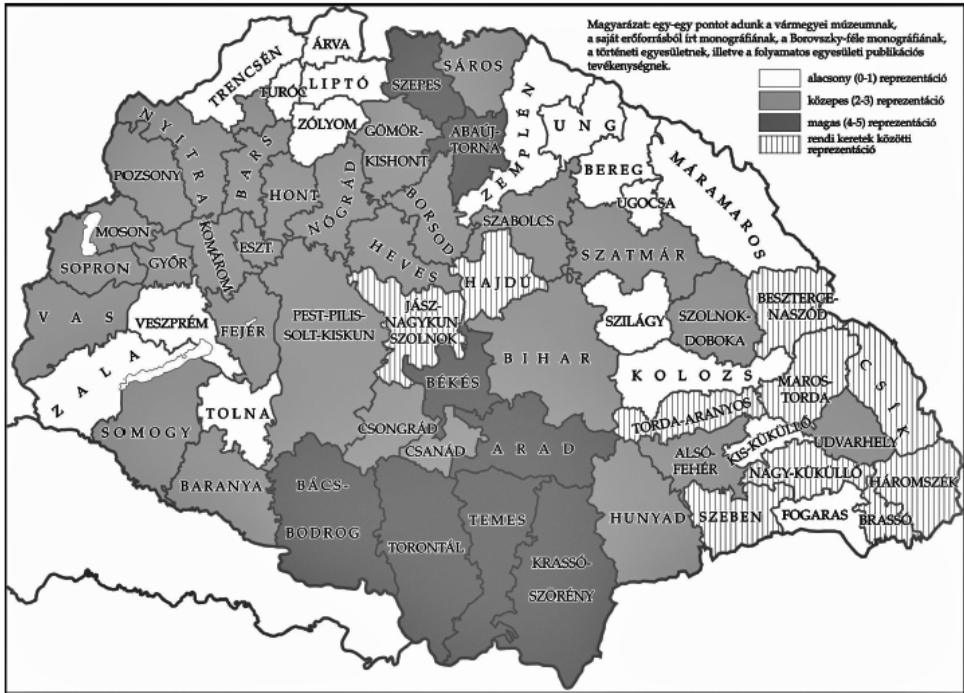 Magyarázat: egy-egy pontot adunk a vármegyei múzeumnak,
a saját erőforrásból írt monográfiának, a Borovszky-féle monográfiának,
a történeti egyesületnek, illetve a folyamatos egyesületi publikációs
tevékenységnek.
alacsony (0-1) reprezentáció
közepes (2-3) reprezentáció
magas (4-5) reprezentáció
rendi keretek közötti
reprezentáció
ÁRVA
TRENCSÉN
SÁROS
LIPTÓ
SZEPES
TURÓC
ZÓLYOM
GÖMÖR-
KISHONT
ABAÚJ-
TORNA
ZEMPLÉN
UNG
BEREG
UGOCSA
MÁRAMAROS
NYITRA
POZSONY
BARS
HONT
NÓGRÁD
BORSOD
SZABOLCS
SZATMÁR
MOSON
SOPRON
GYŐR
KOMÁROM
ESZT.
HEVES
HAJDÚ
VAS
VESZPRÉM
FEJÉR
PEST-PILIS-
SOLT-KISKUN
JÁSZ-
NAGYKUN-
SZOLNOK
BIHAR
SZILÁGY
SZOLNOK-
DOBOKA
BESZTERCE-
NASZÓD
ZALA
BÉKÉS
KOLOZS
MAROS-
TORDA
CSÍK
SOMOGY
TOLNA
CSONGRÁD
CSANÁD
ARAD
TORDA-ARANYOS
KIS-KÜKÜLLŐ
UDVARHELY
ALSÓ-
FEHÉR
NAGY-KÜKÜLLŐ
HÁROMSZÉK
BARANYA
BÁCS-
BODROG
TORONTÁL
TEMES
KRASSÓ-
SZÖRÉNY
HUNYAD
SZEBEN
FOGARAS
BRASSÓ